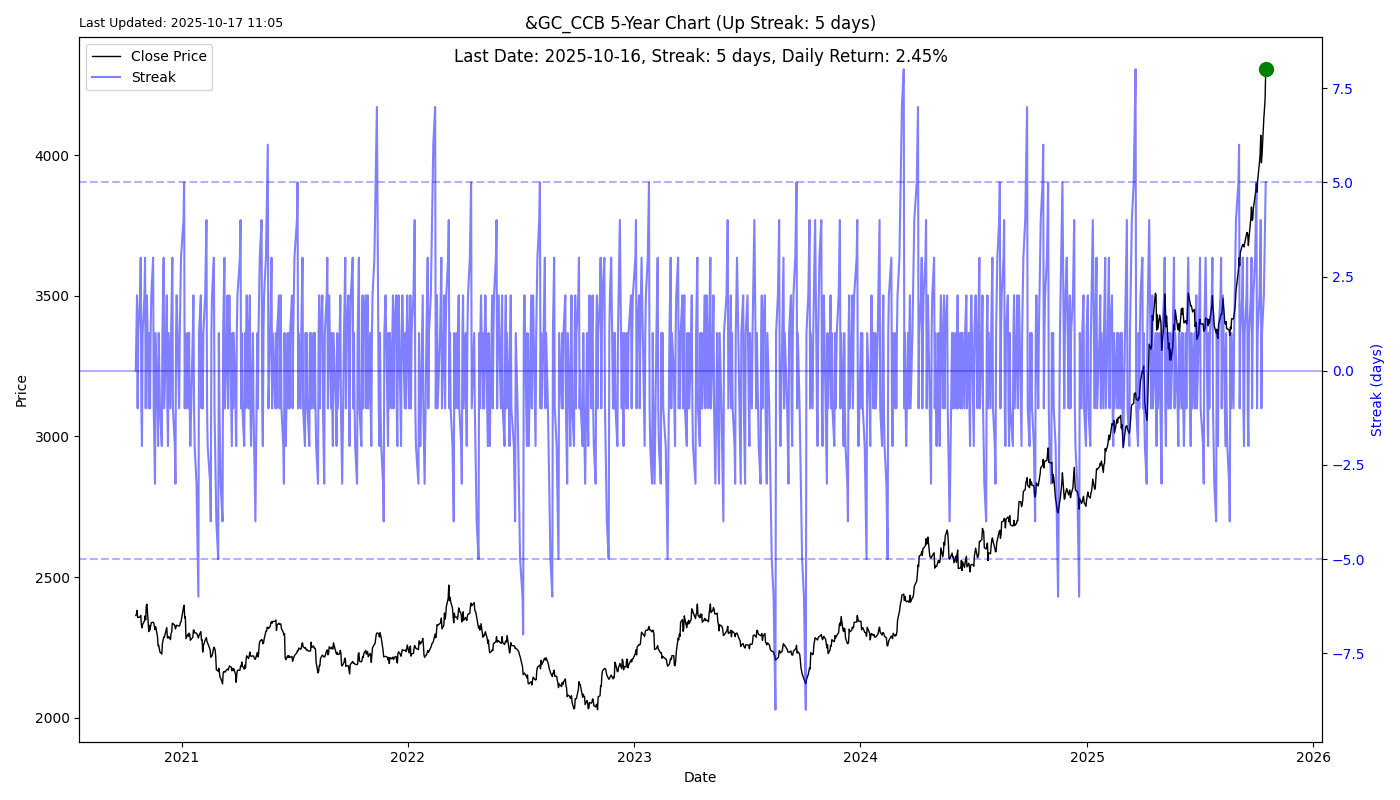 Last Updated: 2025-10-17 11:05
&GC_CCB 5-Year Chart (Up Streak: 5 days)
Last Date: 2025-10-16, Streak: 5 days, Daily Return: 2.45%
Close Price
Streak
4000
3500
3000
2500
2000
Price
7.5
5.0
2.5
0.0
−2.5
−5.0
−7.5
Streak (days)
2021
2022
2023
2024
2025
2026
Date